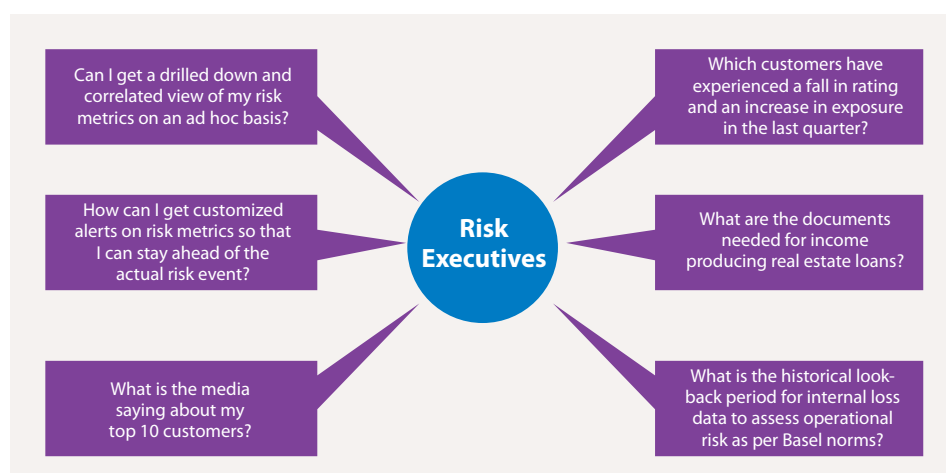 Can I get a drilled down and
correlated view of my risk
metrics on an ad hoc basis?
Which customers have
experienced a fall in rating
and an increase in exposure
in the last quarter?
How can I get customized
alerts on risk metrics so that
I can stay ahead of the
actual risk event?
Risk
Executives
What are the documents
needed for income
producing real estate loans?
What is the media
saying about my
top 10 customers?
What is the historical look-
back period for internal loss
data to assess operational
risk as per Basel norms?